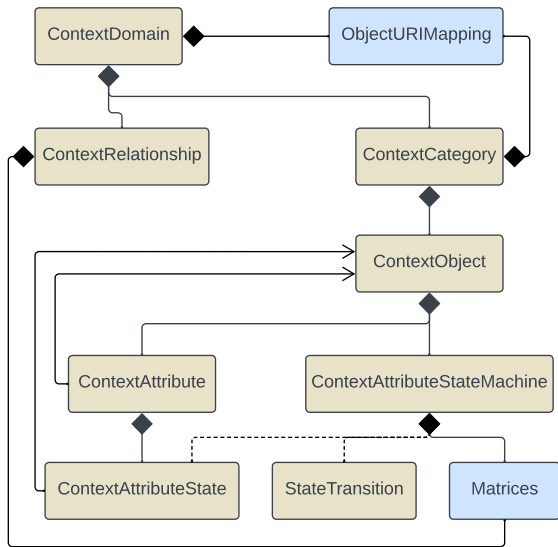 ContextDomain
ObjectURIMapping
ContextRelationship
ContextCategory
ContextObject
ContextAttribute
ContextAttributeStateMachine
ContextAttributeState
StateTransition
Matrices